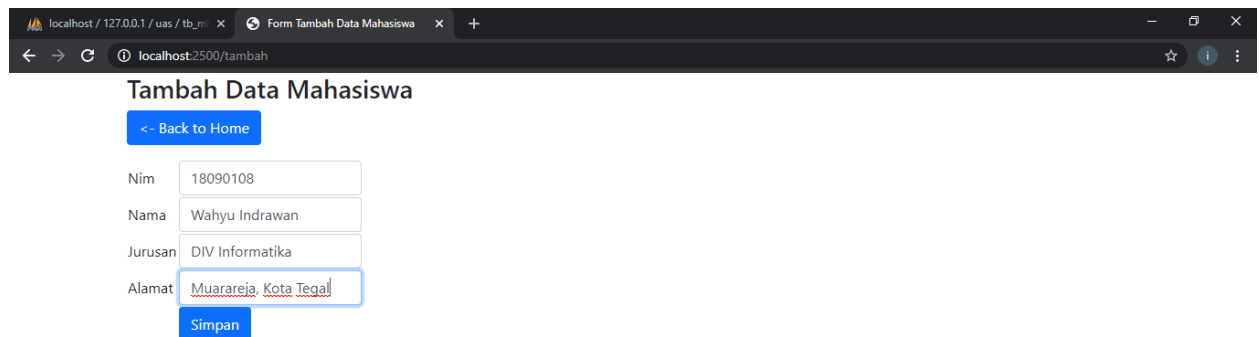 localhost / 127.0.0.1 / uas / tb_m
Form Tambah Data Mahasiswa
localhost:2500/tambah
i
Tambah Data Mahasiswa
<- Back to Home
Nim 18090108
Nama Wahyu Indrawan
Jurusan DIV Informatika
Alamat Muarareja, Kota Tegal
Simpan